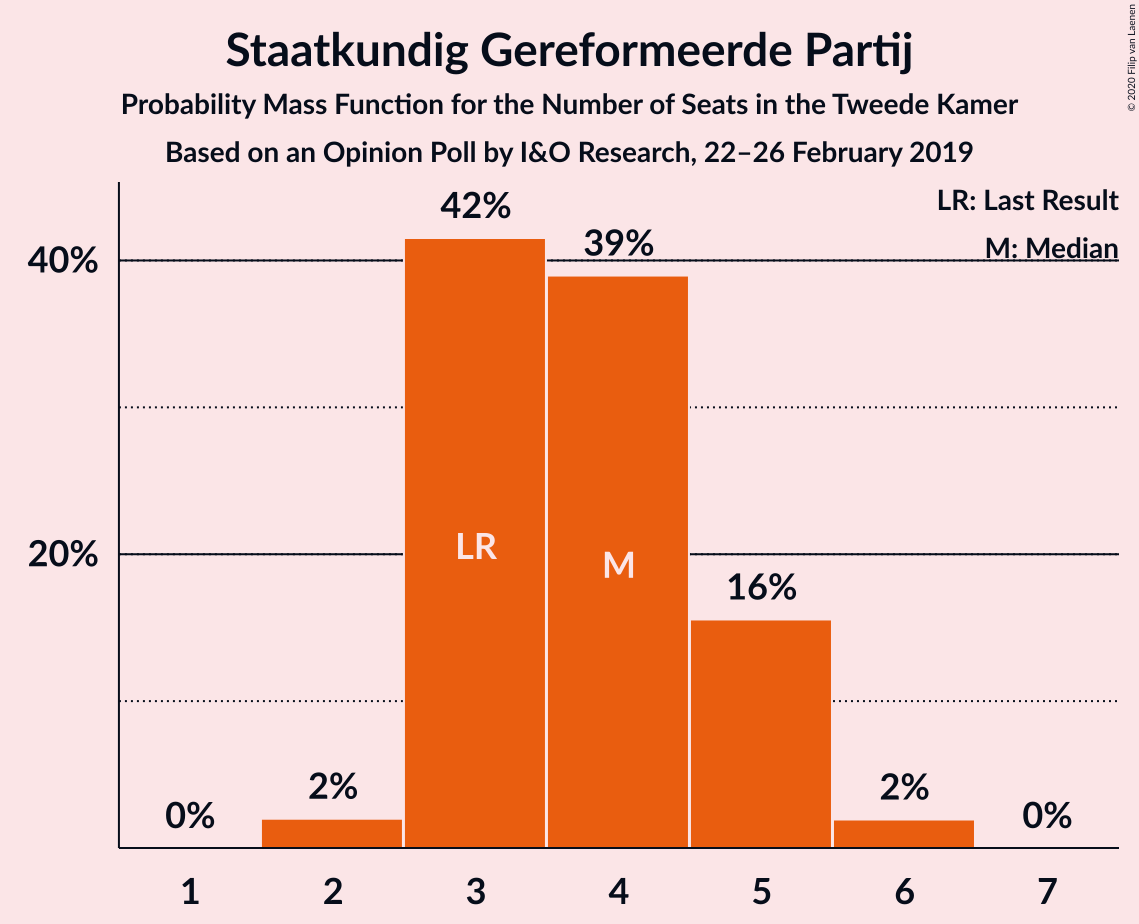 Staatkundig Gereformeerde Partij
Probability Mass Function for the Number of Seats in the Tweede Kamer
Based on an Opinion Poll by I&O Research, 22–26 February 2019
© 2020 Filip van Laenen
LR: Last Result
M: Median
42%
39%
40%
LR
M
20%
16%
2%
2%
0%
0%
1 2 3 4 5 6 7